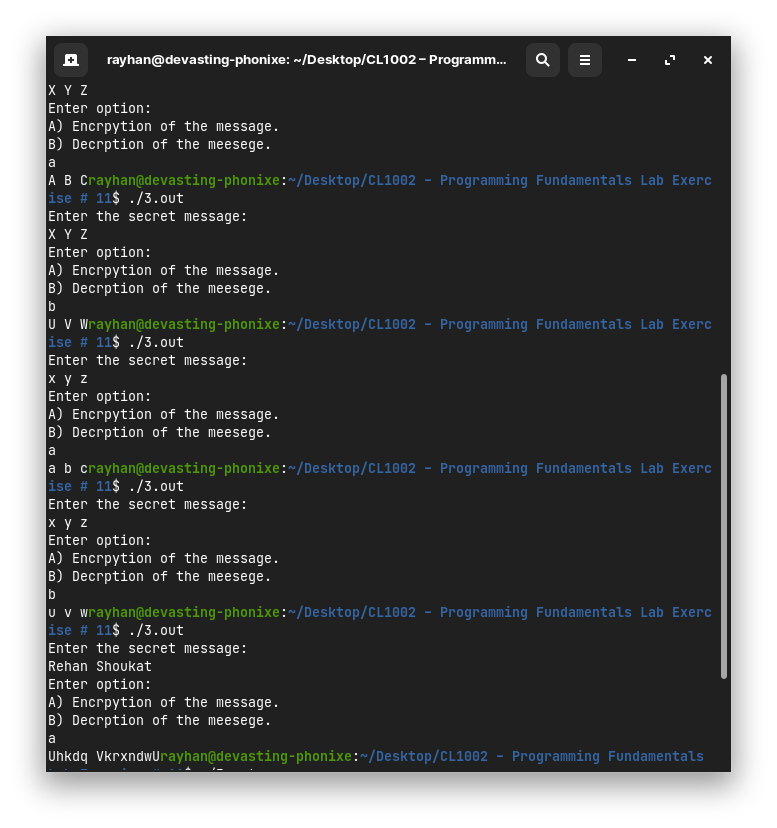 rayhan@devasting-phonixe: ~/Desktop/CL1002 – Programm...
X Y Z
Enter option:
A) Encrpytion of the message.
B) Decrption of the meesege.
a
A B Crayhan@devasting-phonixe:~/Desktop/CL1002 – Programming Fundamentals Lab Exerc
ise # 11$ ./3.out
Enter the secret message:
X Y Z
Enter option:
A) Encrpytion of the message.
B) Decrption of the meesege.
b
U V Wrayhan@devasting-phonixe:~/Desktop/CL1002 – Programming Fundamentals Lab Exerc
ise # 11$ ./3.out
Enter the secret message:
x y z
Enter option:
A) Encrpytion of the message.
B) Decrption of the meesege.
a
a b crayhan@devasting-phonixe:~/Desktop/CL1002 – Programming Fundamentals Lab Exerc
ise # 11$ ./3.out
Enter the secret message:
x y z
Enter option:
A) Encrpytion of the message.
B) Decrption of the meesege.
b
u v wrayhan@devasting-phonixe:~/Desktop/CL1002 – Programming Fundamentals Lab Exerc
ise # 11$ ./3.out
Enter the secret message:
Rehan Shoukat
Enter option:
A) Encrpytion of the message.
B) Decrption of the meesege.
a
Uhkdq VkrxndwUrayhan@devasting-phonixe:~/Desktop/CL1002 – Programming Fundamentals